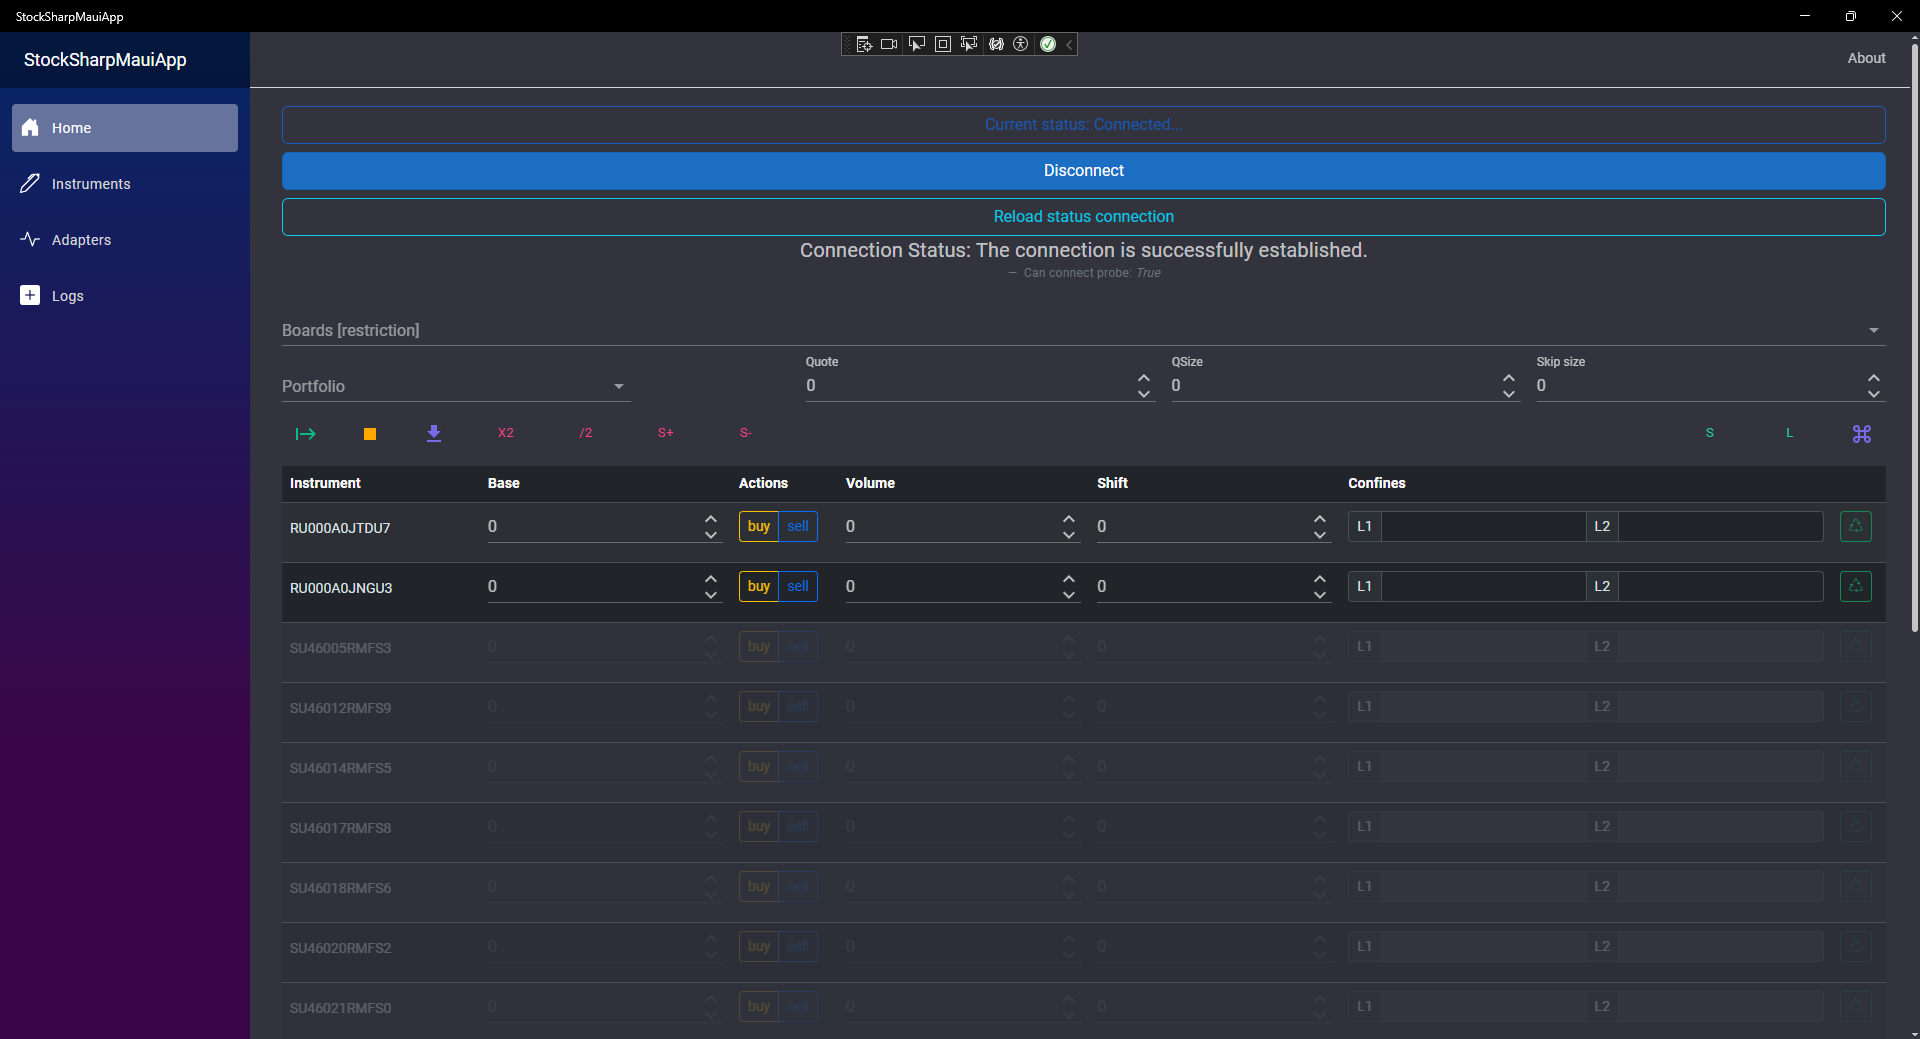 StockSharpMauiApp
StockSharpMauiApp
About
Home
Instruments
Adapters
Logs
Current status: Connected...
Disconnect
Reload status connection
Connection Status: The connection is successfully established.
— Can connect probe: True
Boards [restriction]
Portfolio
Quote
0
QSize
0
Skip size
0
X2 /2 S+ S- S L
Instrument Base Actions Volume Shift Confines
RU000A0JTDU7 0 buy sell 0 0 L1 L2
RU000A0JNGU3 0 buy sell 0 0 L1 L2
SU46005RMFS3 0 buy sell 0 0 L1 L2
SU46012RMFS9 0 buy sell 0 0 L1 L2
SU46014RMFS5 0 buy sell 0 0 L1 L2
SU46017RMFS8 0 buy sell 0 0 L1 L2
SU46018RMFS6 0 buy sell 0 0 L1 L2
SU46020RMFS2 0 buy sell 0 0 L1 L2
SU46021RMFS0 0 buy sell 0 0 L1 L2